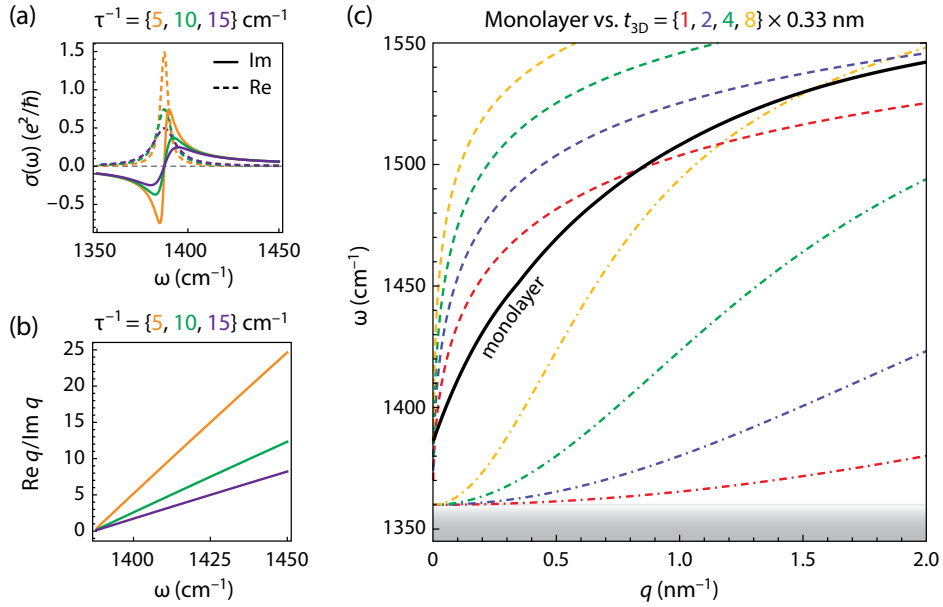 (a)
τ⁻¹ = {5, 10, 15} cm⁻¹
σ(ω) (e²/ħ)
1.5
1.0
0.5
0.0
−0.5
Im
Re
1350
1400
1450
ω (cm⁻¹)
(b)
τ⁻¹ = {5, 10, 15} cm⁻¹
Re q/Im q
25
20
15
10
5
0
1400
1425
1450
ω (cm⁻¹)
(c)
Monolayer vs. t₃D = {1, 2, 4, 8} × 0.33 nm
ω (cm⁻¹)
1550
1500
1450
1400
1350
monolayer
0
0.5
1.0
1.5
2.0
q (nm⁻¹)